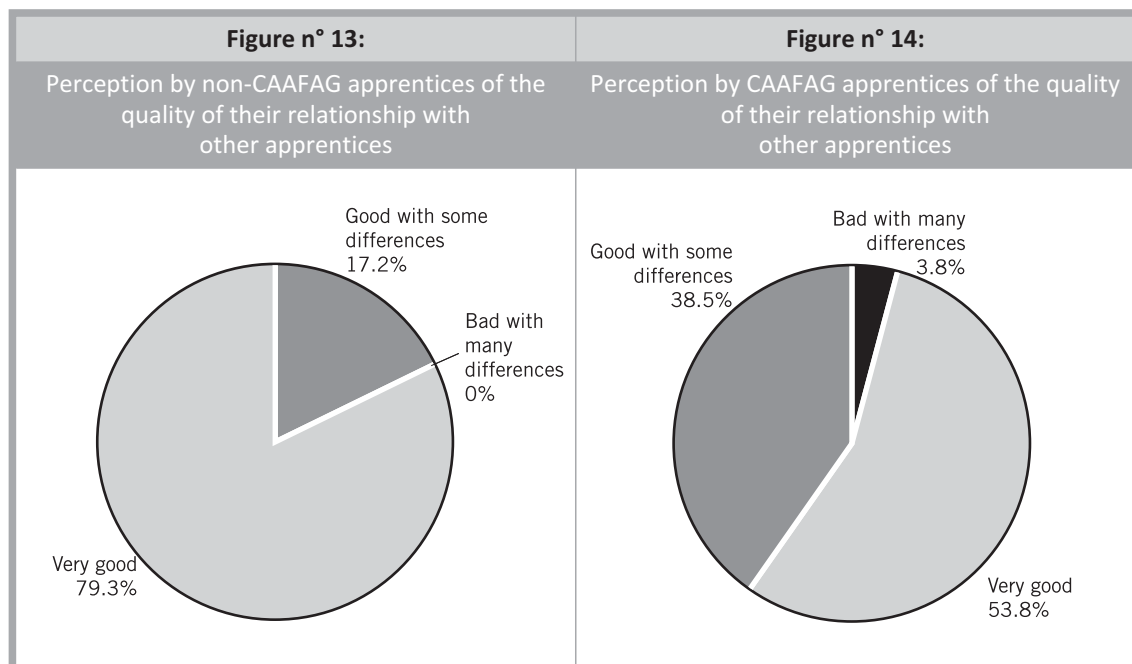 Figure n° 13:
Perception by non-CAAFAG apprentices of the
quality of their relationship with
other apprentices
Good with some
differences
17.2%
Bad with
many
differences
0%
Very good
79.3%
Figure n° 14:
Perception by CAAFAG apprentices of the quality
of their relationship with
other apprentices
Bad with many
differences
3.8%
Good with some
differences
38.5%
Very good
53.8%